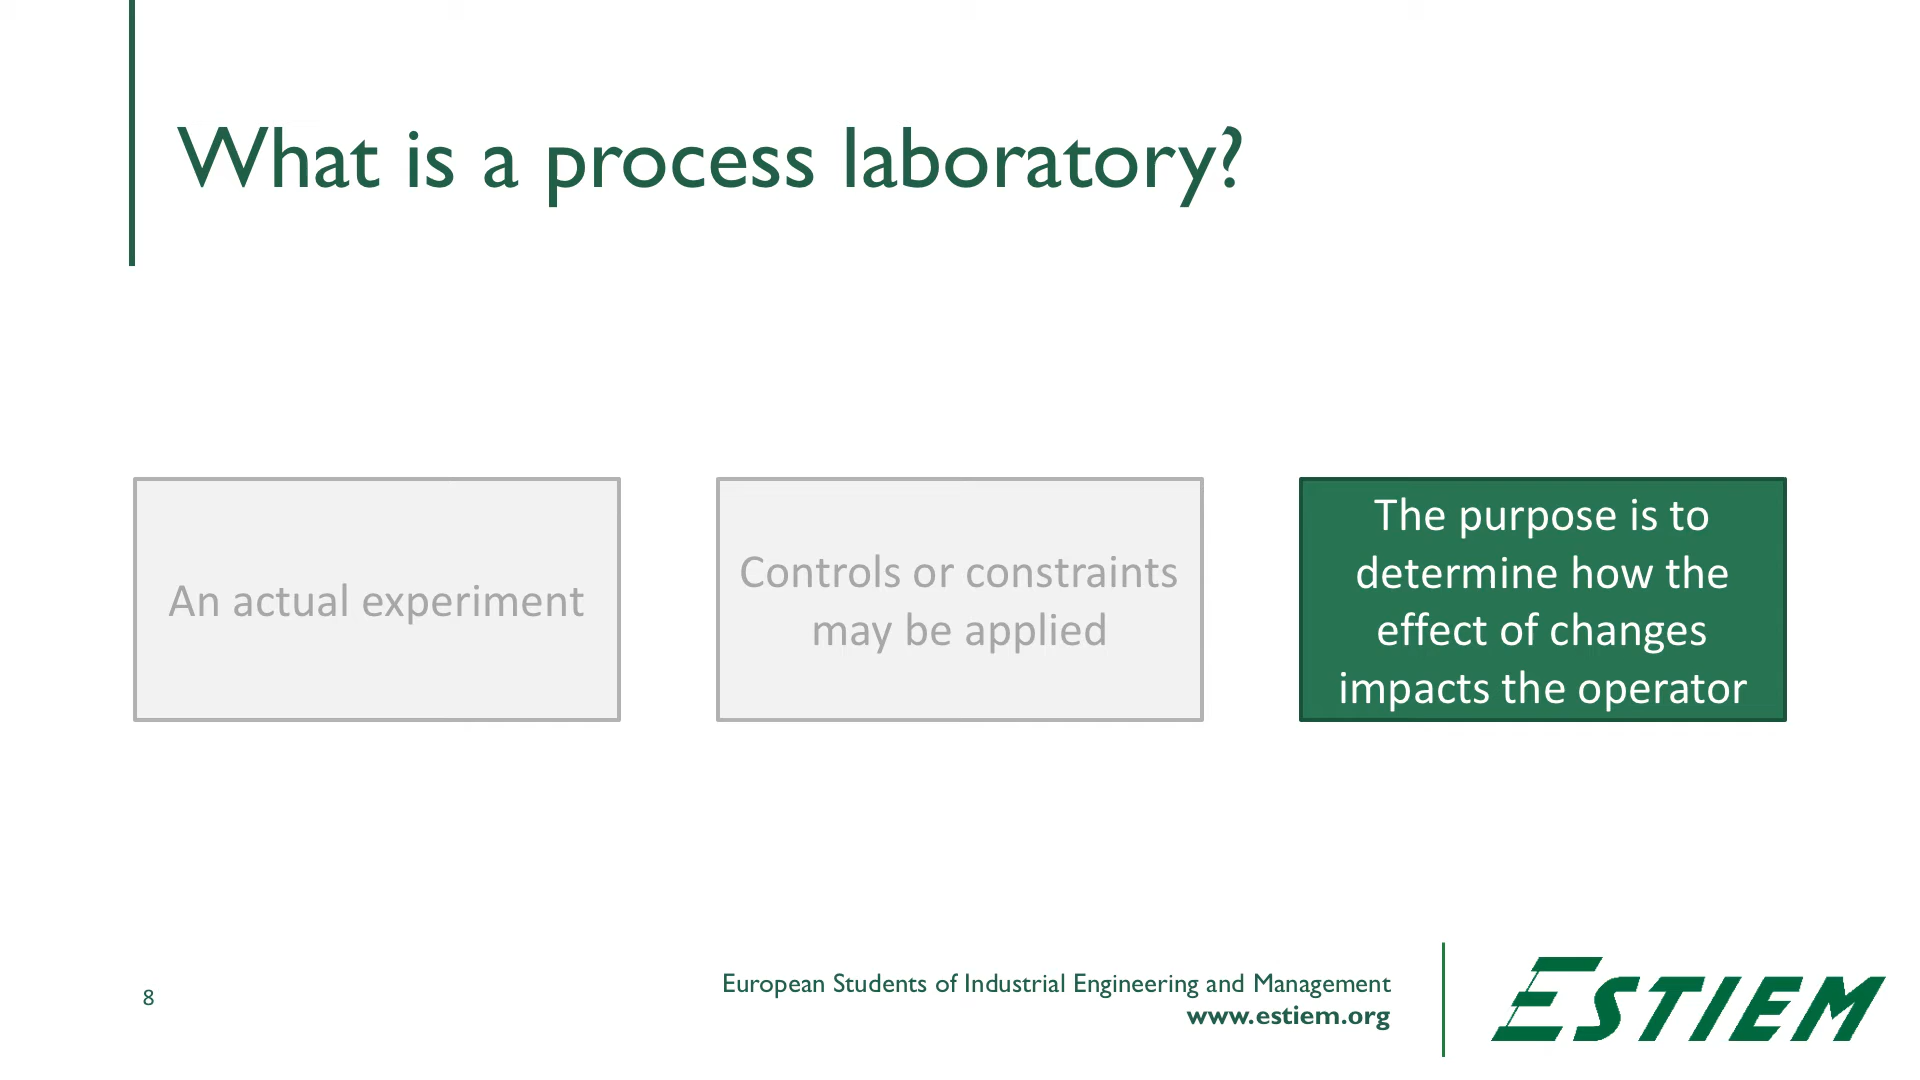 What is a process laboratory?
An actual experiment
Controls or constraints
may be applied
The purpose is to
determine how the
effect of changes
impacts the operator
8
European Students of Industrial Engineering and Management
www.estiem.org
ESTIEM